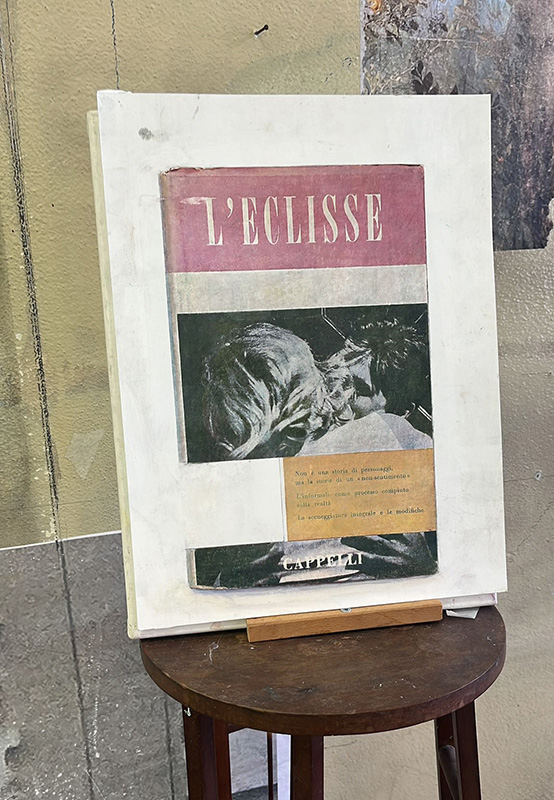 L'ECLISSE
Non è una storia di personaggi,
ma la storia di un «non-sentimento»
L'informale come processo compiuto
sulla realtà
La sceneggiatura integrale e le modifiche
CAPPELLI